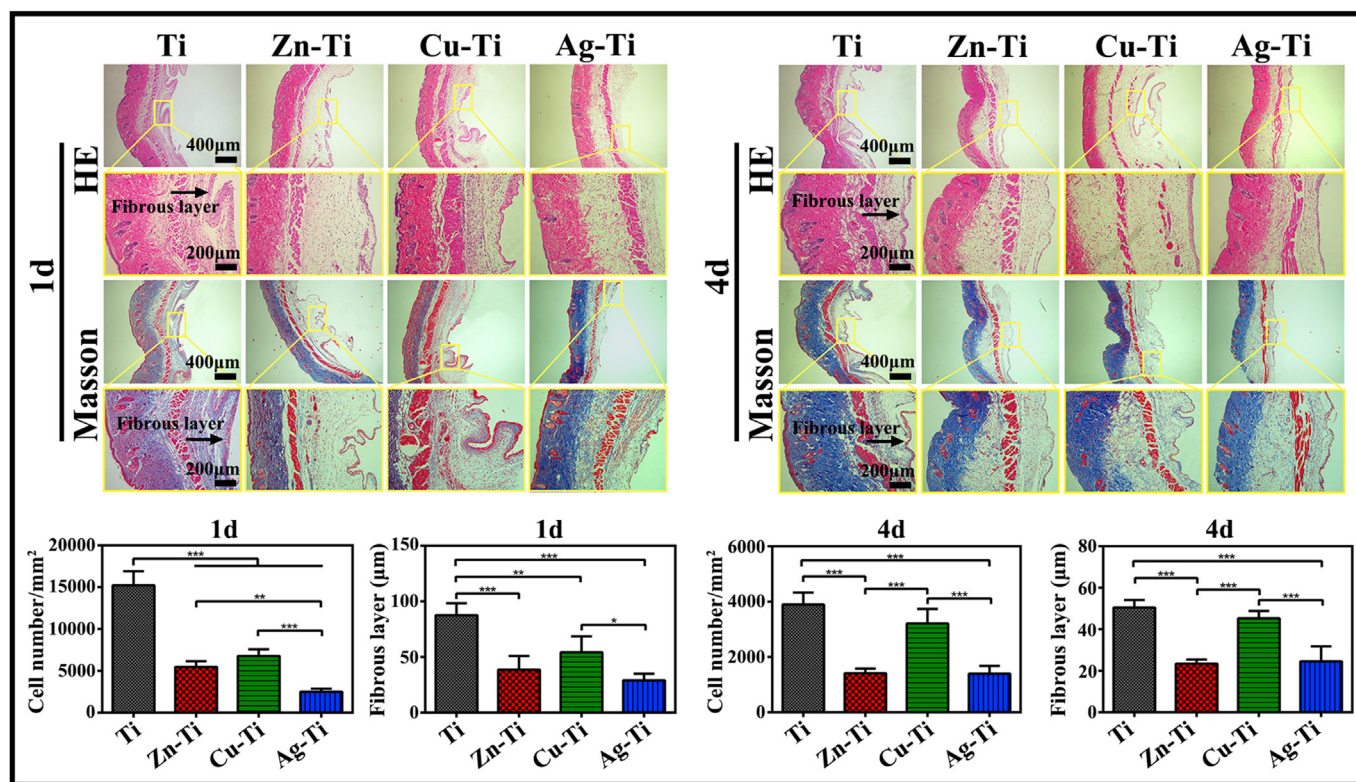 Ti Zn-Ti Cu-Ti Ag-Ti
1d
HE
400µm
Fibrous layer
200µm
Masson
400µm
Fibrous layer
200µm
Ti Zn-Ti Cu-Ti Ag-Ti
4d
HE
400µm
Fibrous layer
200µm
Masson
400µm
Fibrous layer
200µm
1d
Cell number/mm²
20000
15000
10000
5000
0
***
**
***
Ti Zn-Ti Cu-Ti Ag-Ti
1d
Fibrous layer (µm)
150
100
50
0
***
**
***
*
Ti Zn-Ti Cu-Ti Ag-Ti
4d
Cell number/mm²
6000
4000
2000
0
***
***
***
***
Ti Zn-Ti Cu-Ti Ag-Ti
4d
Fibrous layer (µm)
80
60
40
20
0
***
***
***
***
Ti Zn-Ti Cu-Ti Ag-Ti